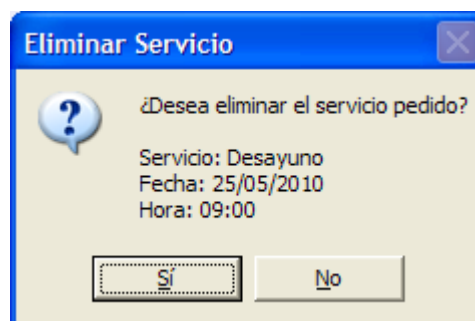 Eliminar Servicio
¿Desea eliminar el servicio pedido?
Servicio: Desayuno
Fecha: 25/05/2010
Hora: 09:00
Sí No